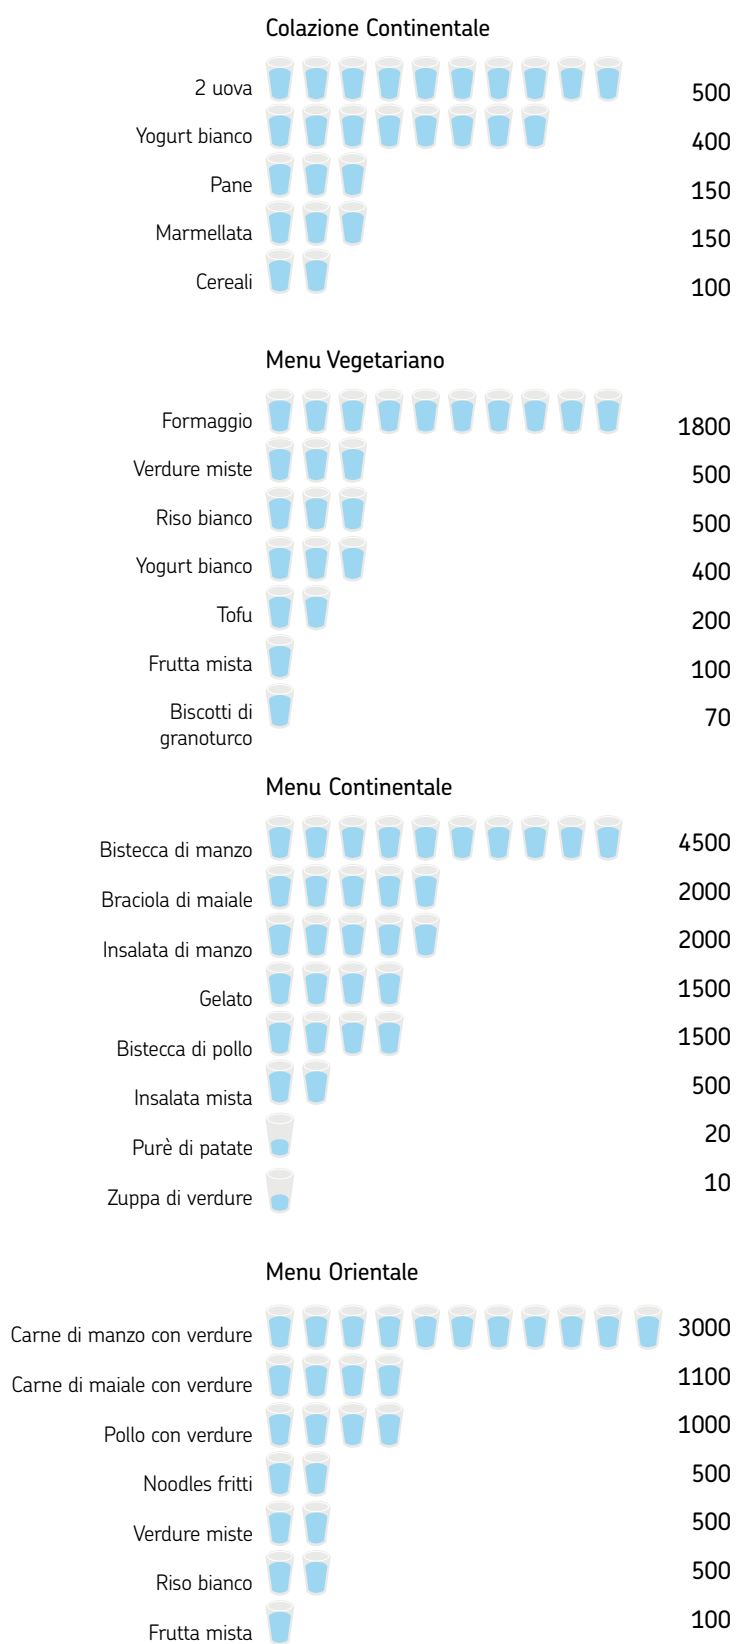 Colazione Continentale
2 uova 500
Yogurt bianco 400
Pane 150
Marmellata 150
Cereali 100
Menu Vegetariano
Formaggio 1800
Verdure miste 500
Riso bianco 500
Yogurt bianco 400
Tofu 200
Frutta mista 100
Biscotti di 70
granoturco
Menu Continentale
Bistecca di manzo 4500
Braciola di maiale 2000
Insalata di manzo 2000
Gelato 1500
Bistecca di pollo 1500
Insalata mista 500
Purè di patate 20
Zuppa di verdure 10
Menu Orientale
Carne di manzo con verdure 3000
Carne di maiale con verdure 1100
Pollo con verdure 1000
Noodles fritti 500
Verdure miste 500
Riso bianco 500
Frutta mista 100